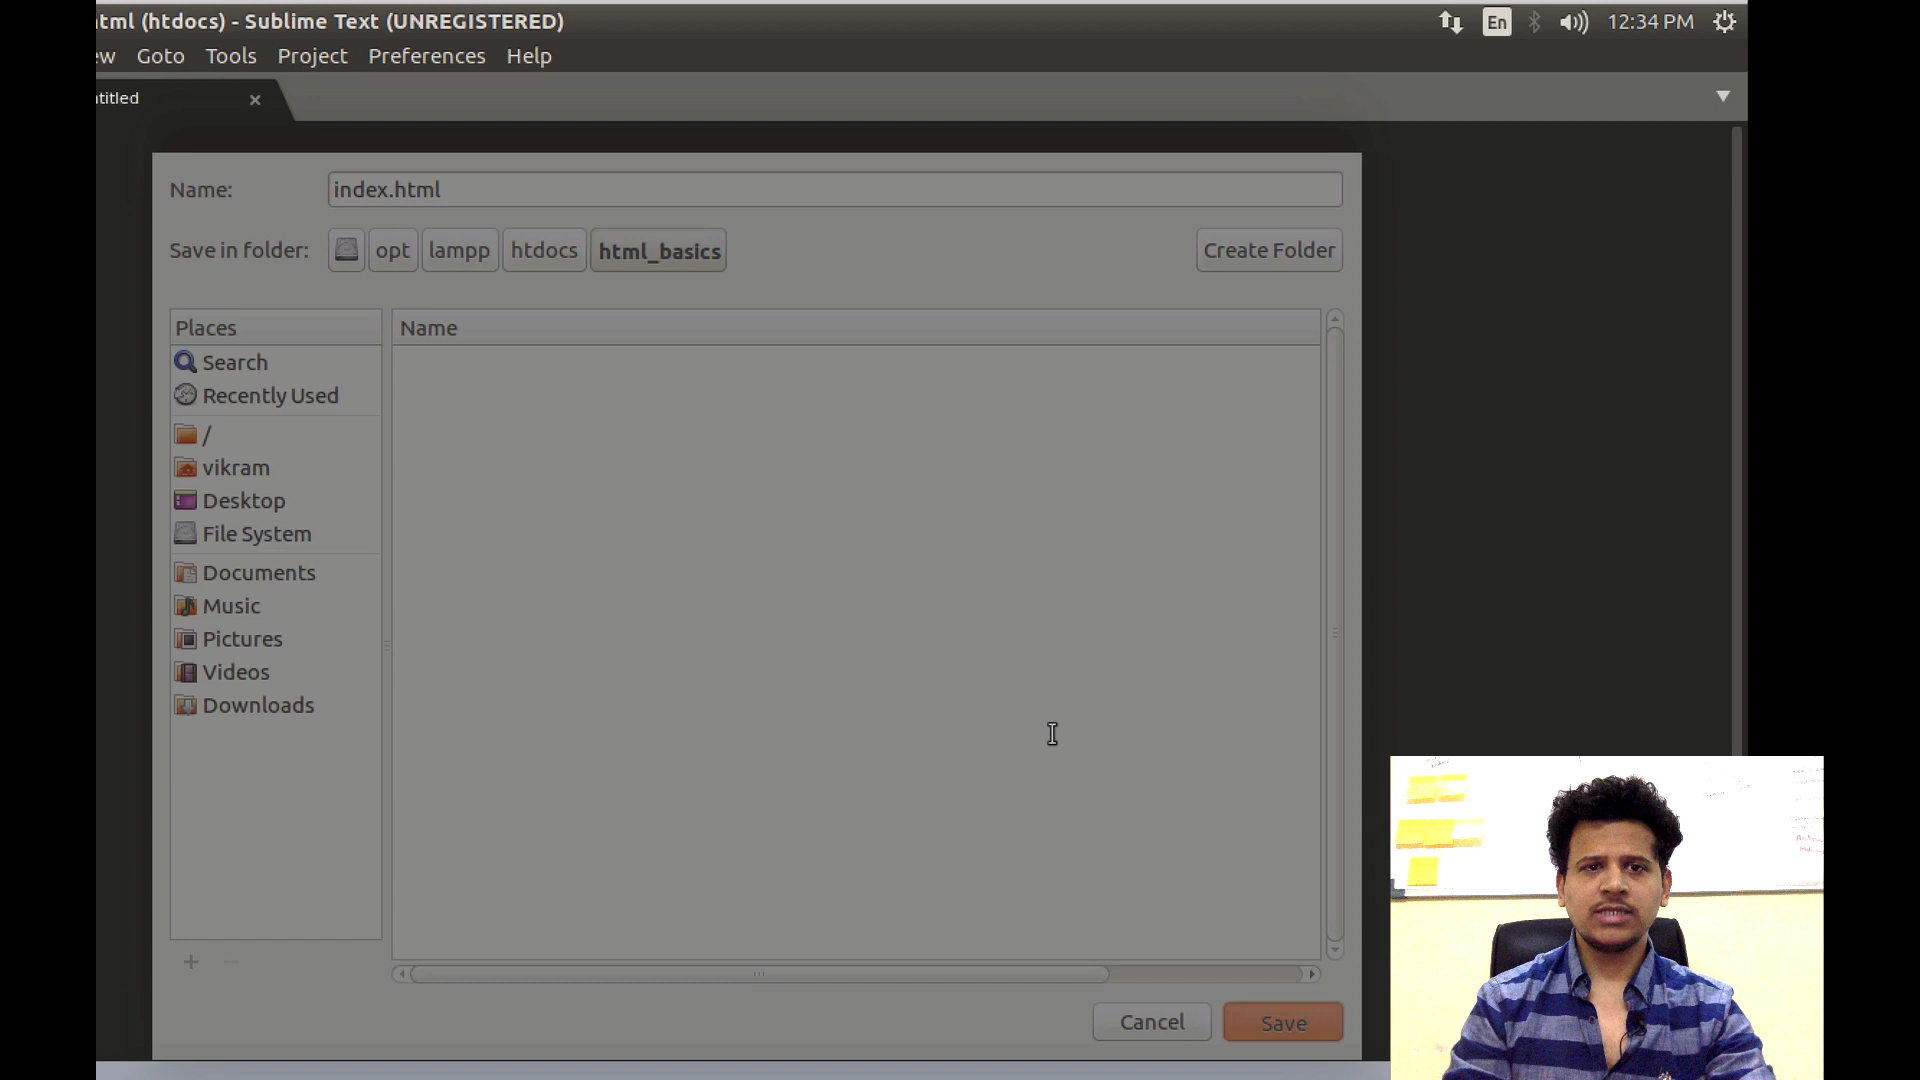 tml (htdocs) - Sublime Text (UNREGISTERED)
En
12:34 PM
ew Goto Tools Project Preferences Help
ntitled
Name: index.html
Save in folder: opt lampp htdocs html_basics Create Folder
Places
Name
Search
Recently Used
/
vikram
Desktop
File System
Documents
Music
Pictures
Videos
Downloads
Cancel Save